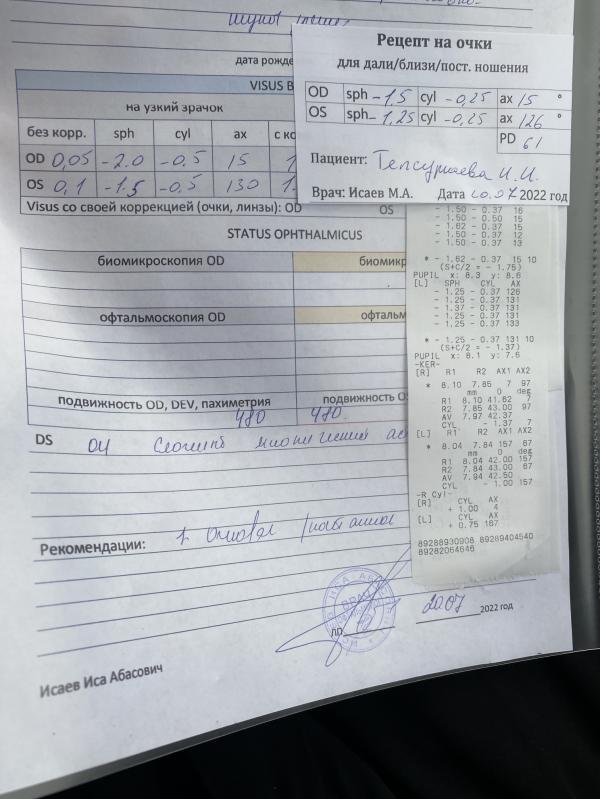 дата рожде
Рецепт на очки
для дали/близи/пост. ношения
OD sph -1,5 cyl -0,25 ax 15 °
OS sph -1,25 cyl -0,25 ax 126 °
PD 61
Пациент:
Врач: Исаев М.А. Дата 20.07 2022 год
VISUS B
на узкий зрачок
без корр. sph cyl ax с ко
OD 0,05 -2.0 -0,5 15 1
OS 0,1 -1.5 -0,5 130 1.
Visus со своей коррекцией (очки, линзы): OD OS
STATUS OPHTHALMICUS
биомикроскопия OD биомикр
офтальмоскопия OD офтальм
подвижность OD, DEV, пахиметрия подвижность OS
480 480.
DS OU Сложный миопический ас
Рекомендации: 1.
ЛП 20.07 2022 год
Исаев Иса Абасович
- 1.50 - 0.37 16
- 1.50 - 0.50 15
- 1.62 - 0.37 15
- 1.50 - 0.37 12
- 1.50 - 0.37 13
* - 1.62 - 0.37 15 10
(S+C/2 = - 1.75)
PUPIL x: 8.3 y: 8.6
[L] SPH CYL AX
- 1.25 - 0.37 126
- 1.25 - 0.37 131
- 1.37 - 0.37 131
- 1.25 - 0.37 131
- 1.25 - 0.37 133
* - 1.25 - 0.37 131 10
(S+C/2 = - 1.37)
PUPIL x: 8.1 y: 7.6
-KER-
[R] R1 R2 AX1 AX2
* 8.10 7.85 7 97
mm D deg
R1 8.10 41.62 7
R2 7.85 43.00 97
AV 7.97 42.37
CYL - 1.37 7
[L] R1 R2 AX1 AX2
* 8.04 7.84 157 67
mm D deg
R1 8.04 42.00 157
R2 7.84 43.00 67
AV 7.94 42.50
CYL - 1.00 157
-R Cyl-
[R] CYL AX
+ 1.00 4
[L] CYL AX
+ 0.75 167
89288930908 89289404540
89282064646